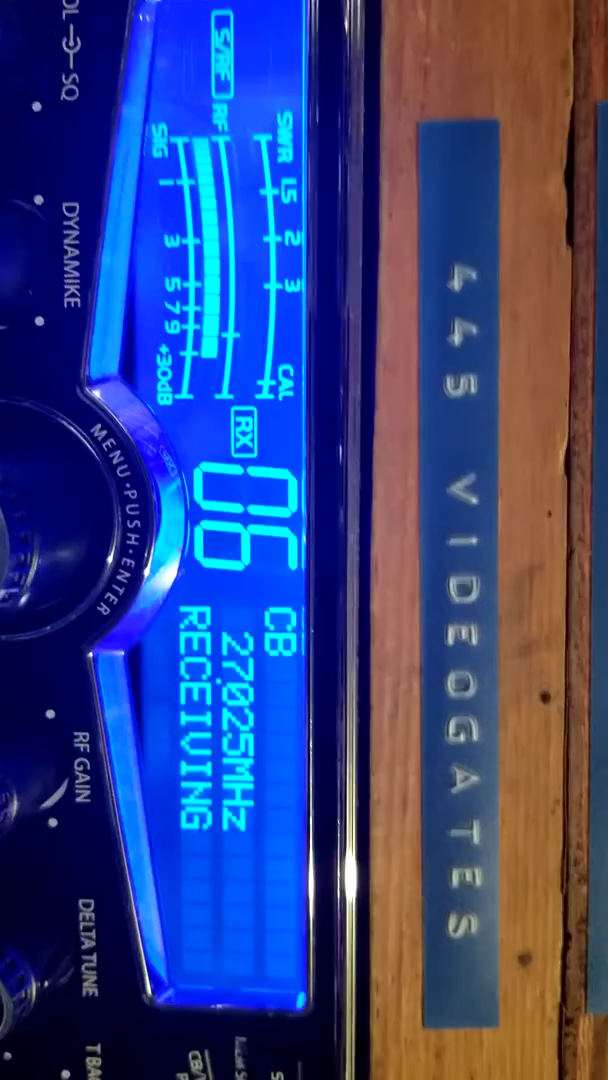 445 VIDEOGATES
SWR 1.5 2 3 CAL
S/RF RF
SIG 1 3 5 7 9 +30dB
RX
06
CB
27.025MHz
RECEIVING
MENU•PUSH•ENTER
SQ DYNAMIKE RF GAIN DELTA TUNE